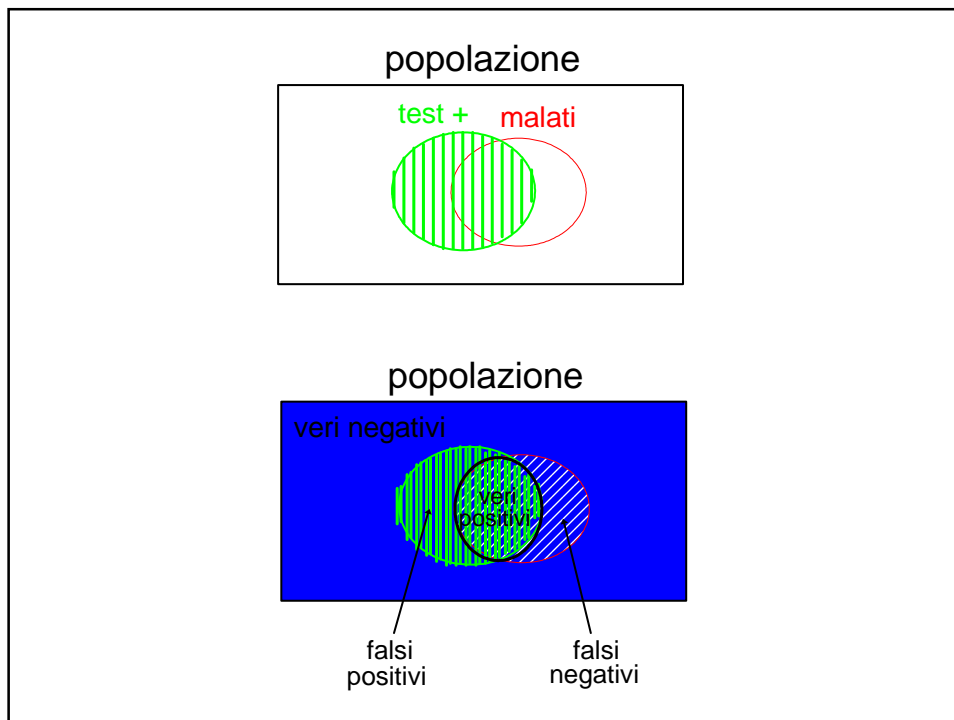 popolazione
test + malati
popolazione
veri negativi
veri
positivi
falsi
positivi
falsi
negativi